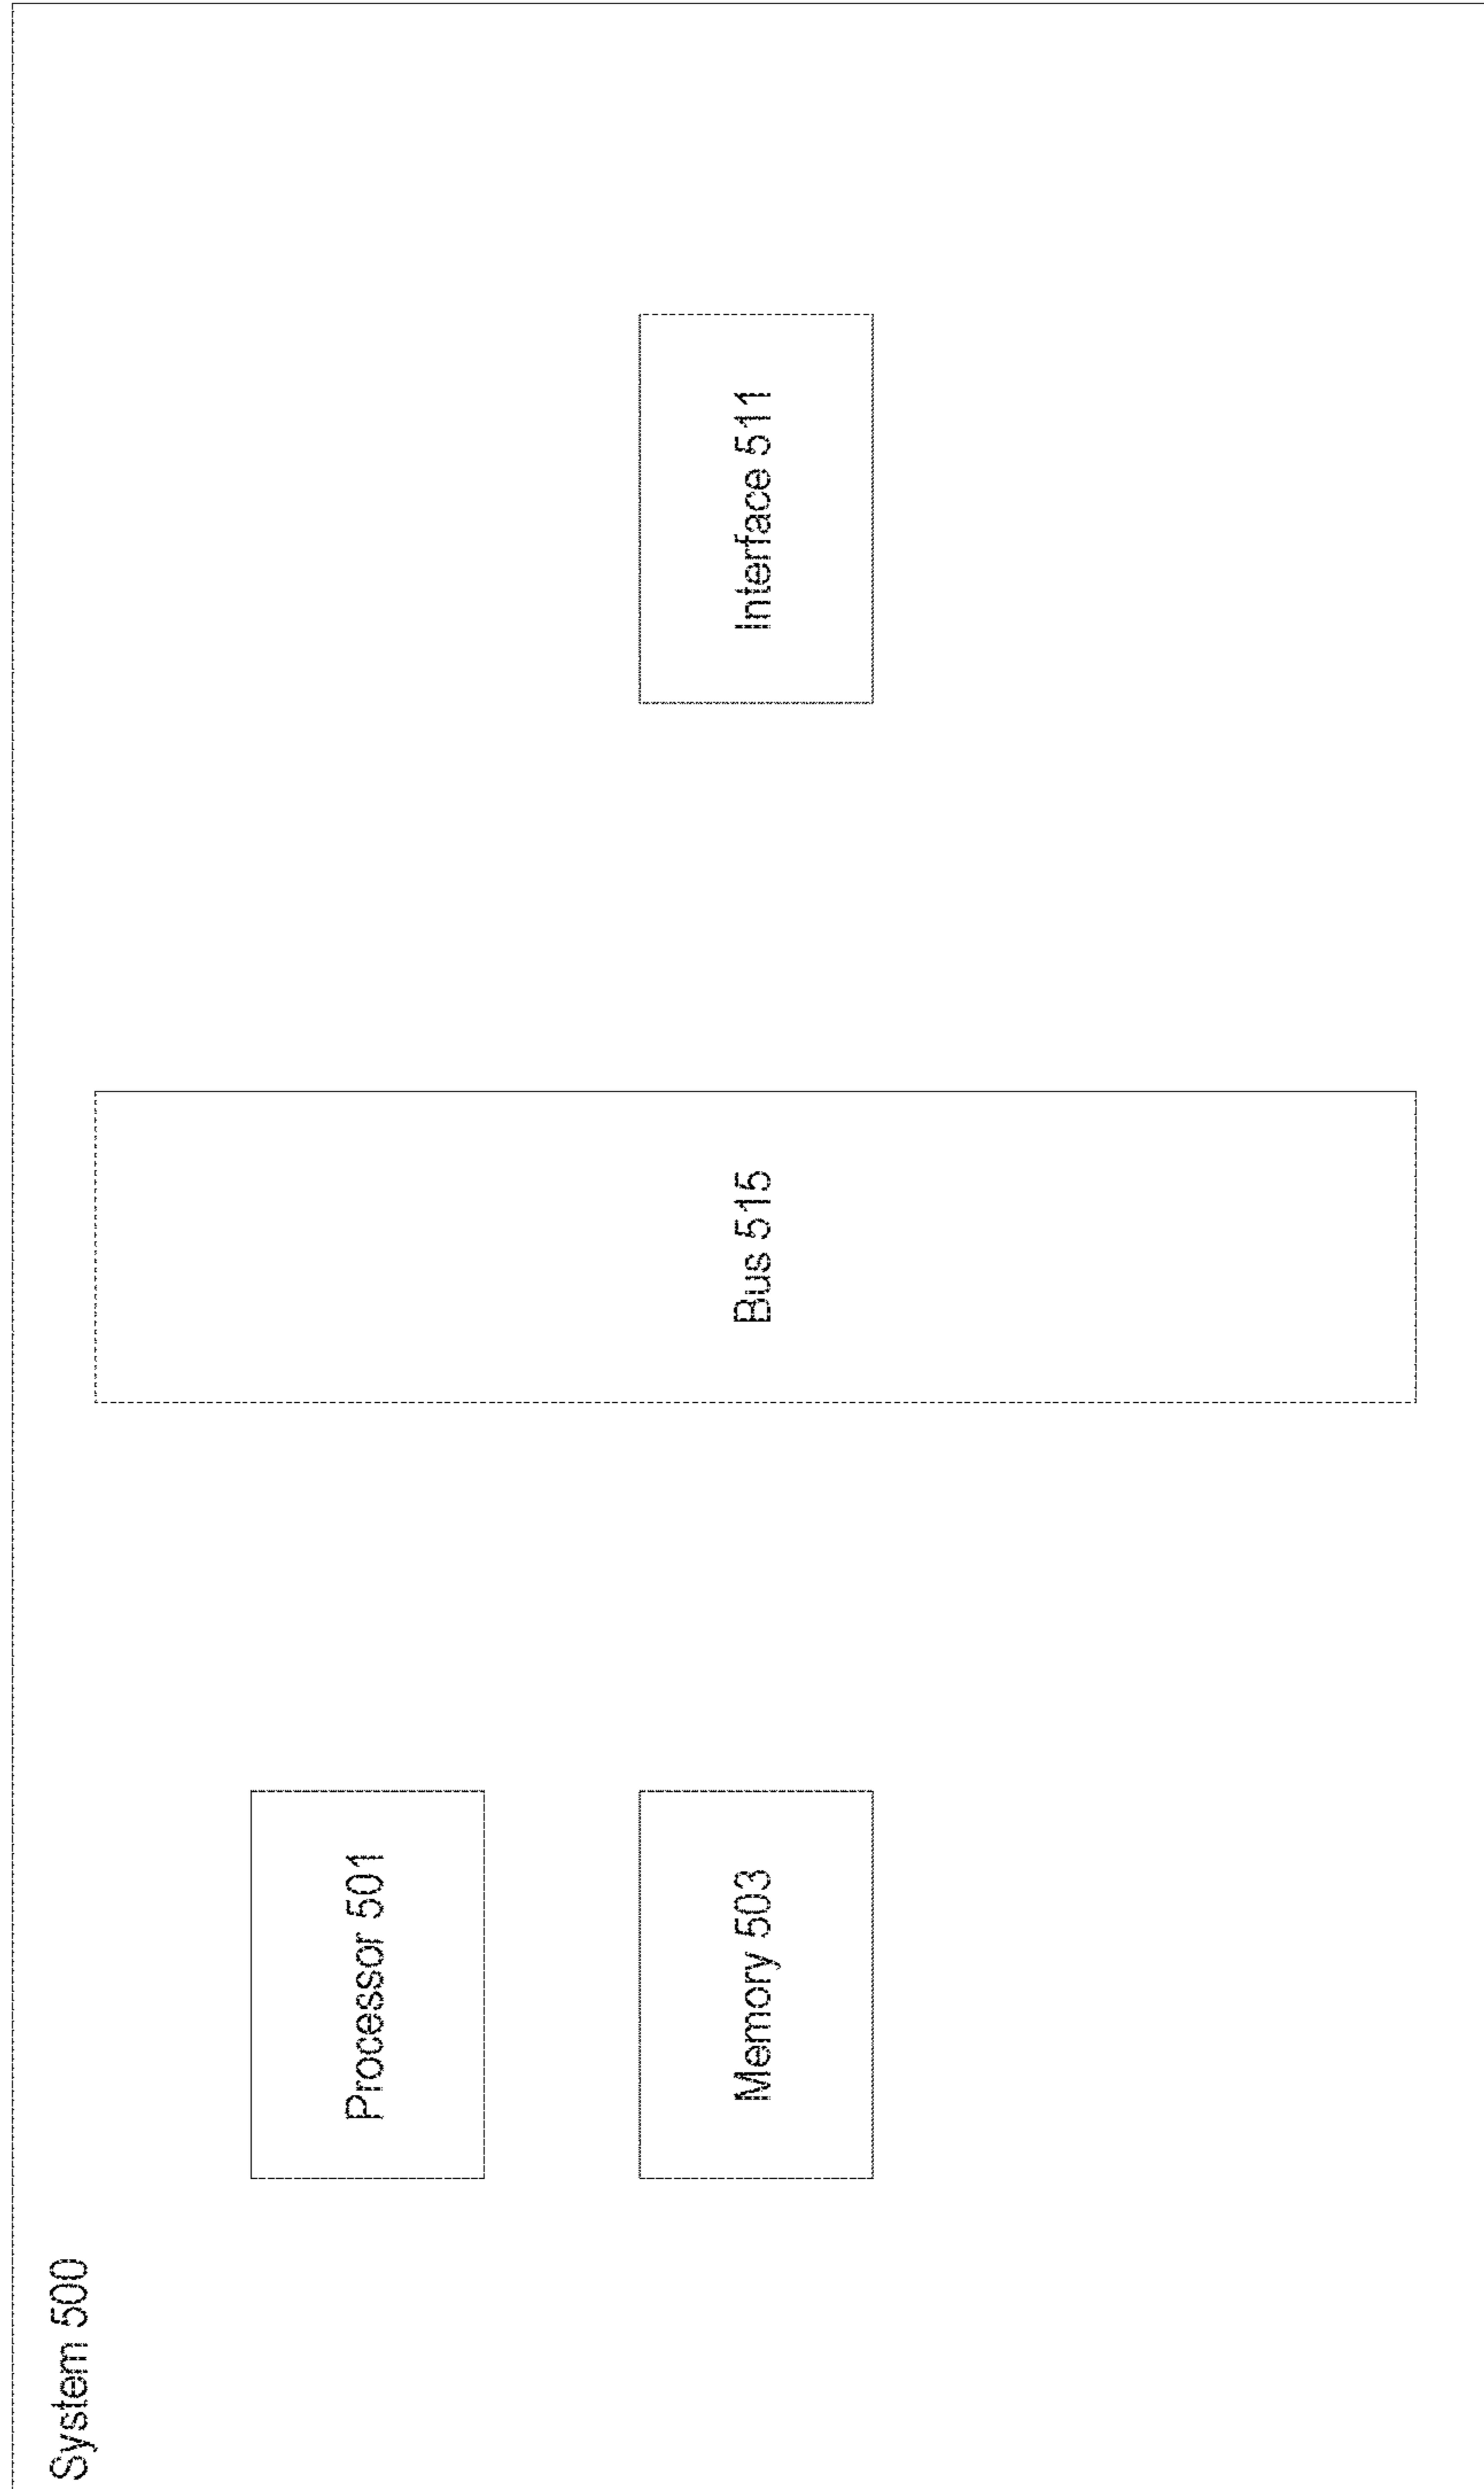 System 500
Processor 501
Memory 503
Bus 515
Interface 511